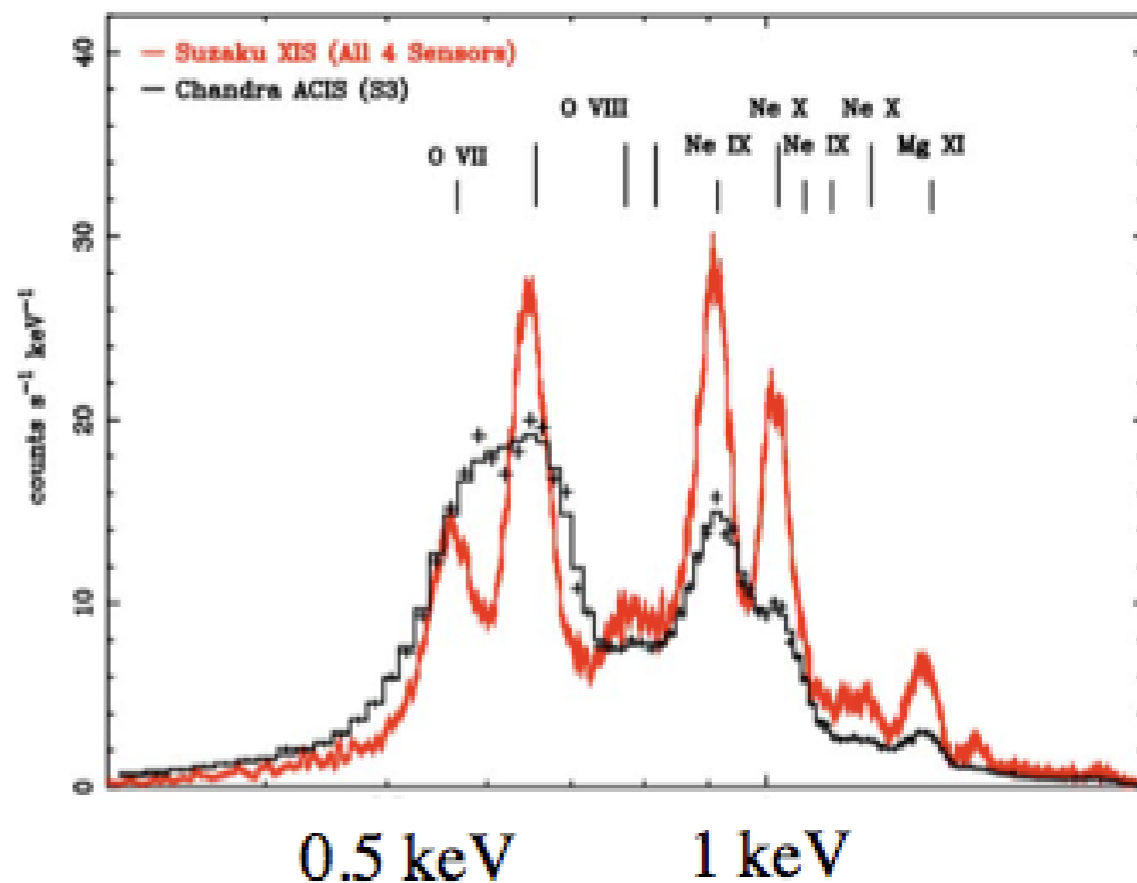 40
— Suzaku XIS (All 4 Sensors)
— Chandra ACIS (S3)
O VIII
Ne X
Ne X
O VII
Ne IX
Ne IX
Mg XI
30
20
10
0
counts s⁻¹ keV⁻¹
0.5 keV
1 keV